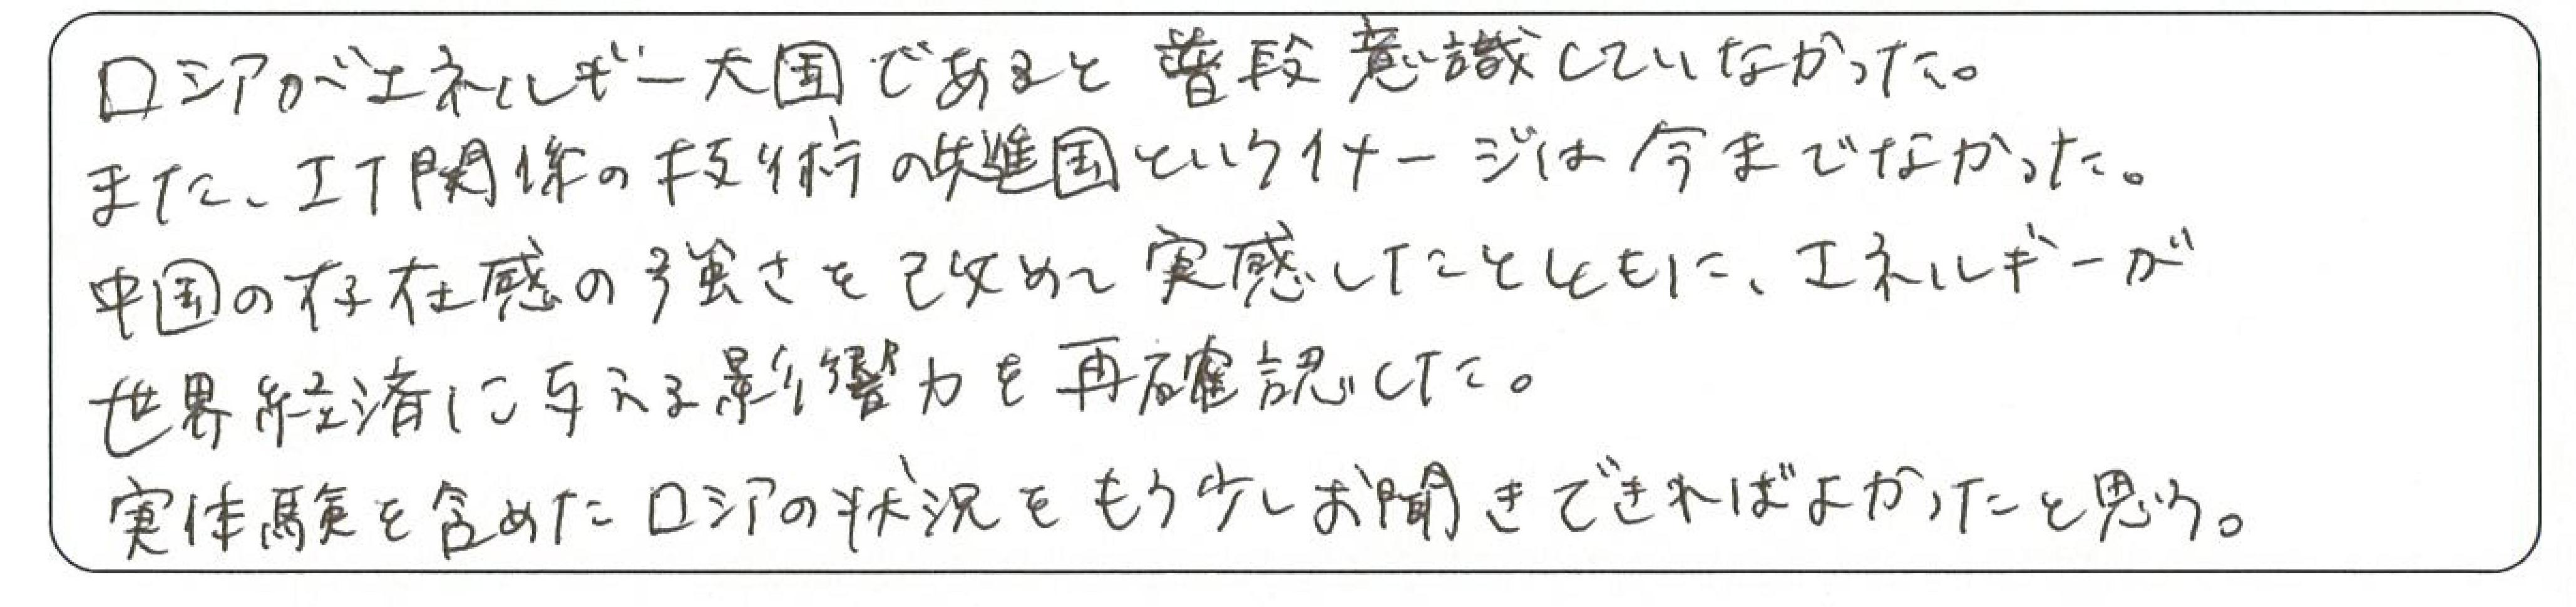 ロシアがエネルギー大国であると普段意識していなかった。
また、IT関係の技術の先進国というイメージは今までなかった。
中国の存在感の強さを改めて実感したとともに、エネルギーが
世界経済に与える影響力を再確認した。
実体験を含めたロシアの状況をもう少しお聞きできればよかったと思う。